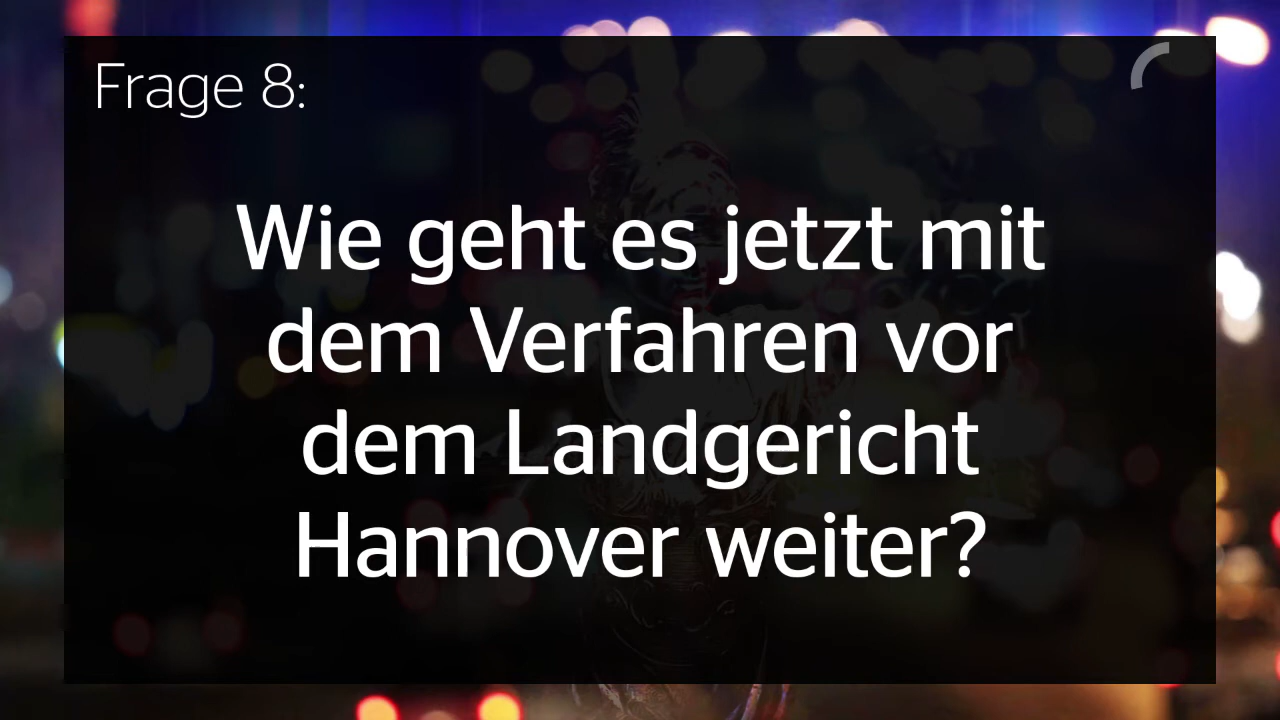 Frage 8:
Wie geht es jetzt mit
dem Verfahren vor
dem Landgericht
Hannover weiter?